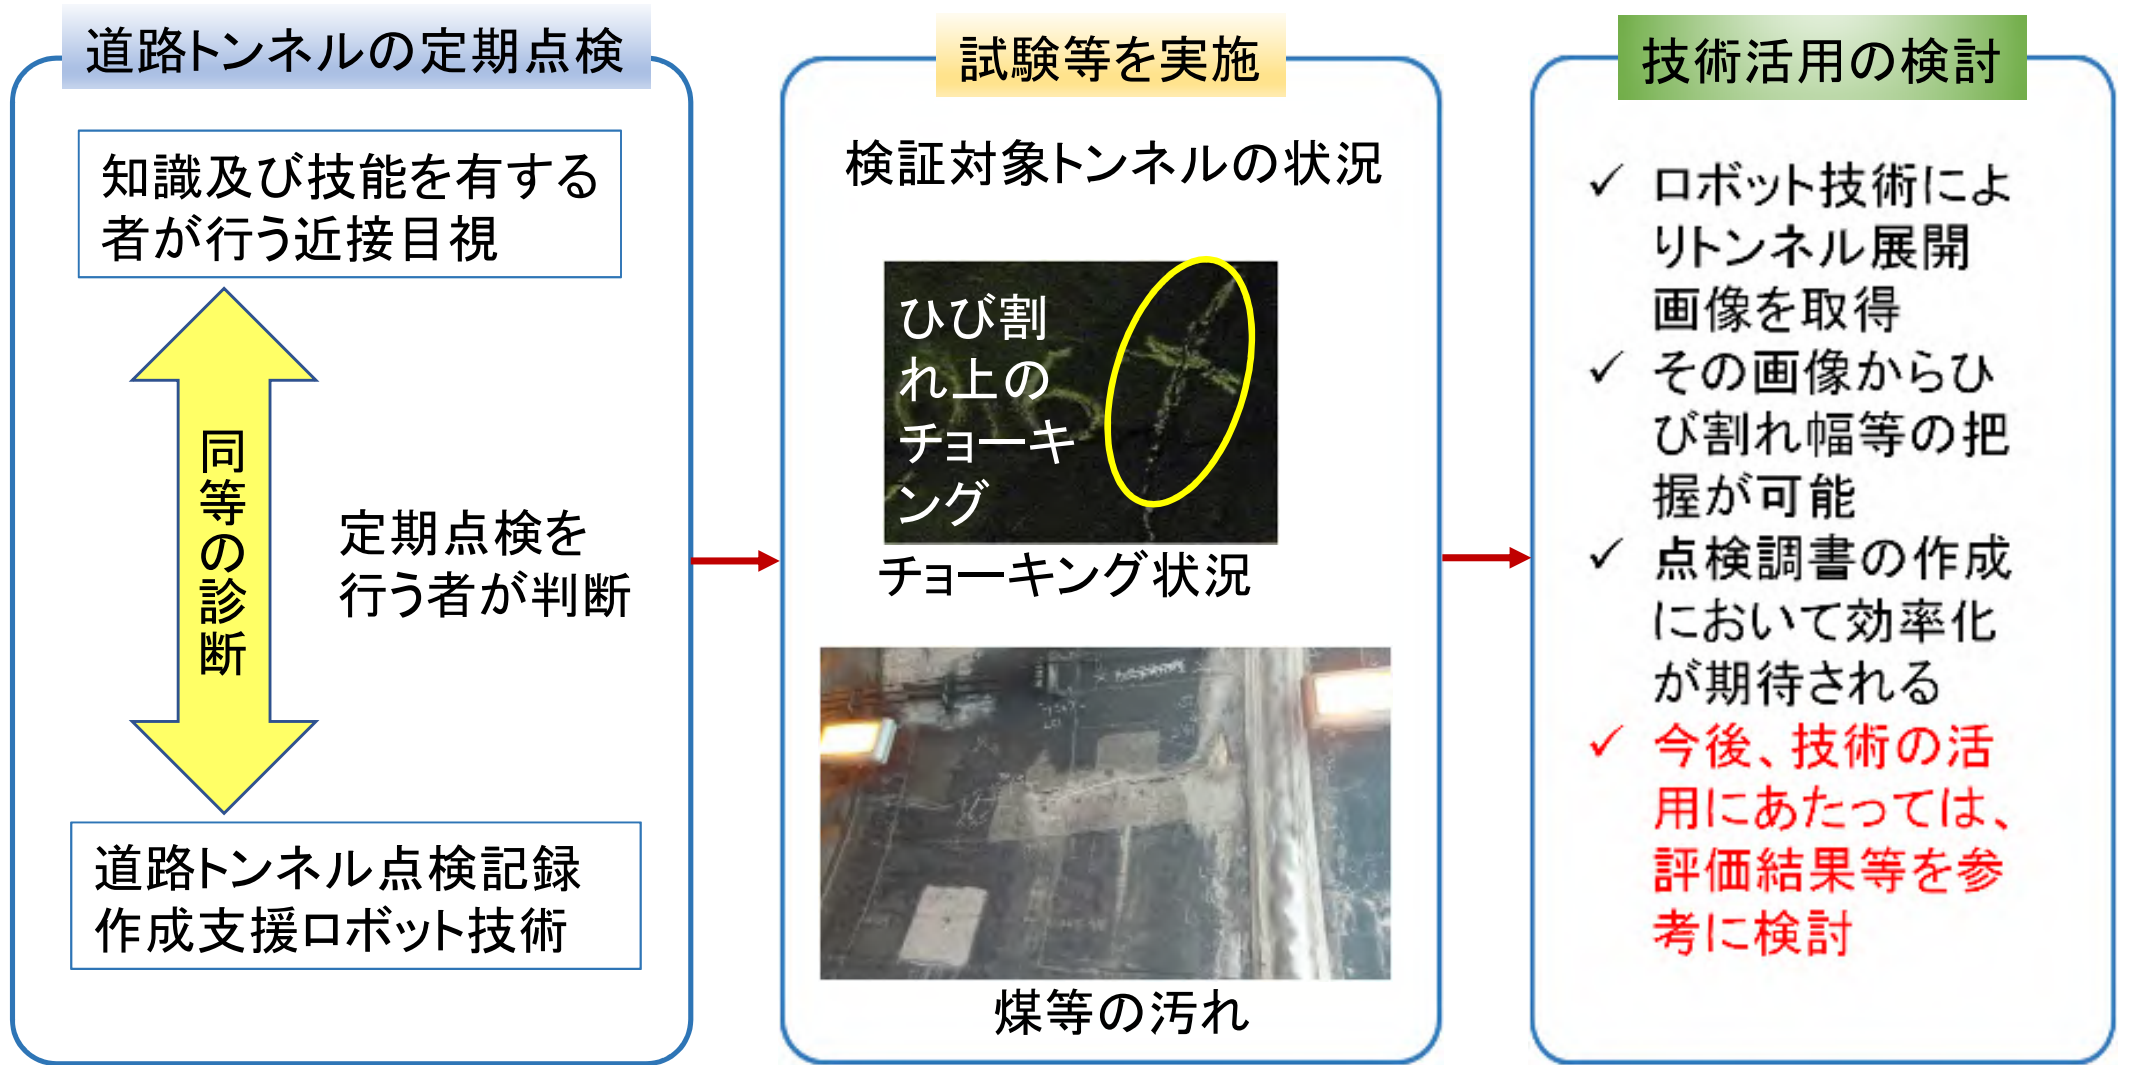 道路トンネルの定期点検
知識及び技能を有する
者が行う近接目視
同等の診断
定期点検を
行う者が判断
道路トンネル点検記録
作成支援ロボット技術
試験等を実施
検証対象トンネルの状況
ひび割
れ上の
チョーキ
ング
チョーキング状況
煤等の汚れ
技術活用の検討
✓ ロボット技術によ
りトンネル展開
画像を取得
✓ その画像からひ
び割れ幅等の把
握が可能
✓ 点検調書の作成
において効率化
が期待される
✓ 今後、技術の活
用にあたっては、
評価結果等を参
考に検討